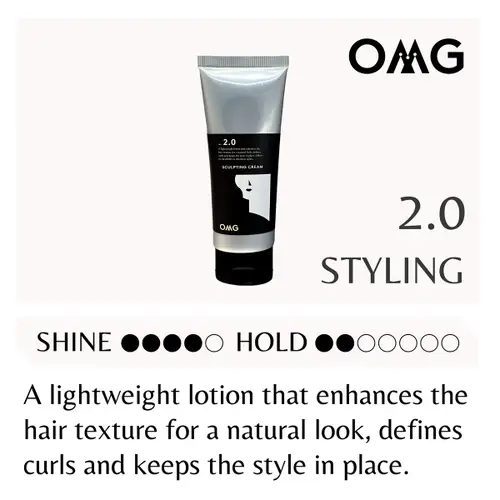 OMG
_ 2.0
SCULPTING CREAM
OMG
2.0
STYLING
SHINE HOLD
A lightweight lotion that enhances the
hair texture for a natural look, defines
curls and keeps the style in place.